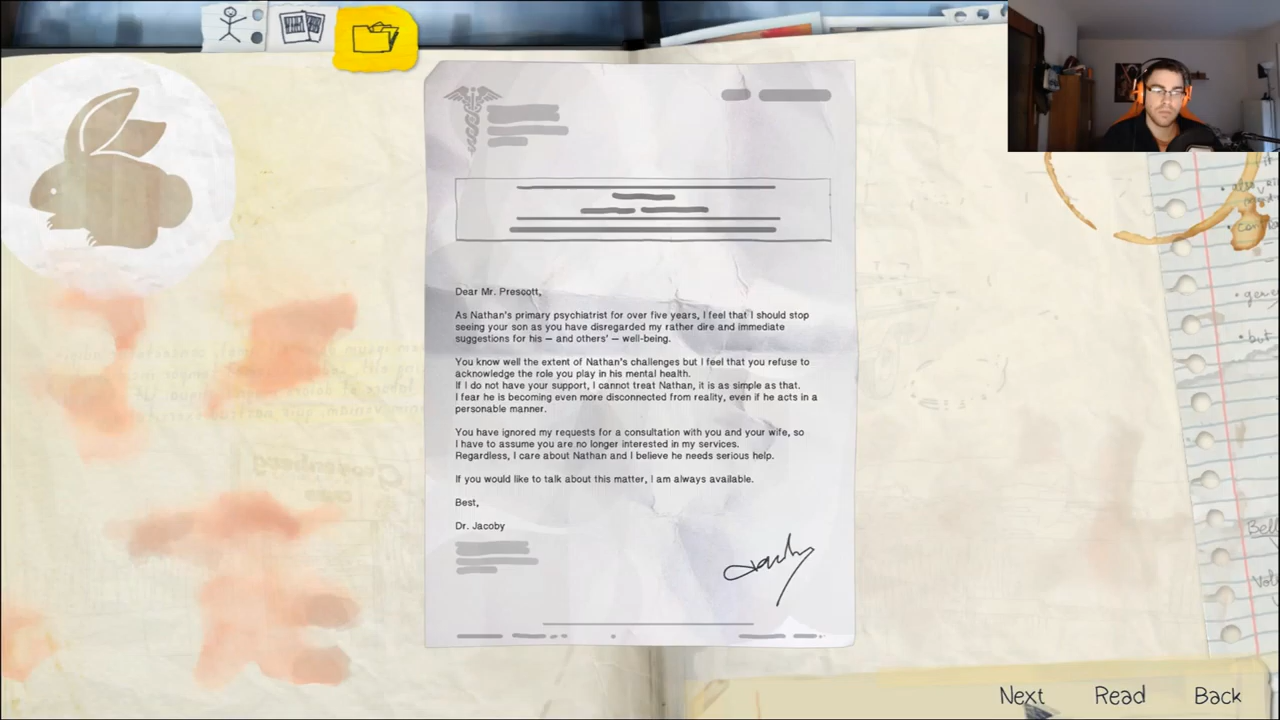 Dear Mr. Prescott,
As Nathan's primary psychiatrist for over five years, I feel that I should stop
seeing your son as you have disregarded my rather dire and immediate
suggestions for his — and others' — well-being.
You know well the extent of Nathan's challenges but I feel that you refuse to
acknowledge the role you play in his mental health.
If I do not have your support, I cannot treat Nathan, it is as simple as that.
I fear he is becoming even more disconnected from reality, even if he acts in a
personable manner.
You have ignored my requests for a consultation with you and your wife, so
I have to assume you are no longer interested in my services.
Regardless, I care about Nathan and I believe he needs serious help.
If you would like to talk about this matter, I am always available.
Best,
Dr. Jacoby
Next Read Back